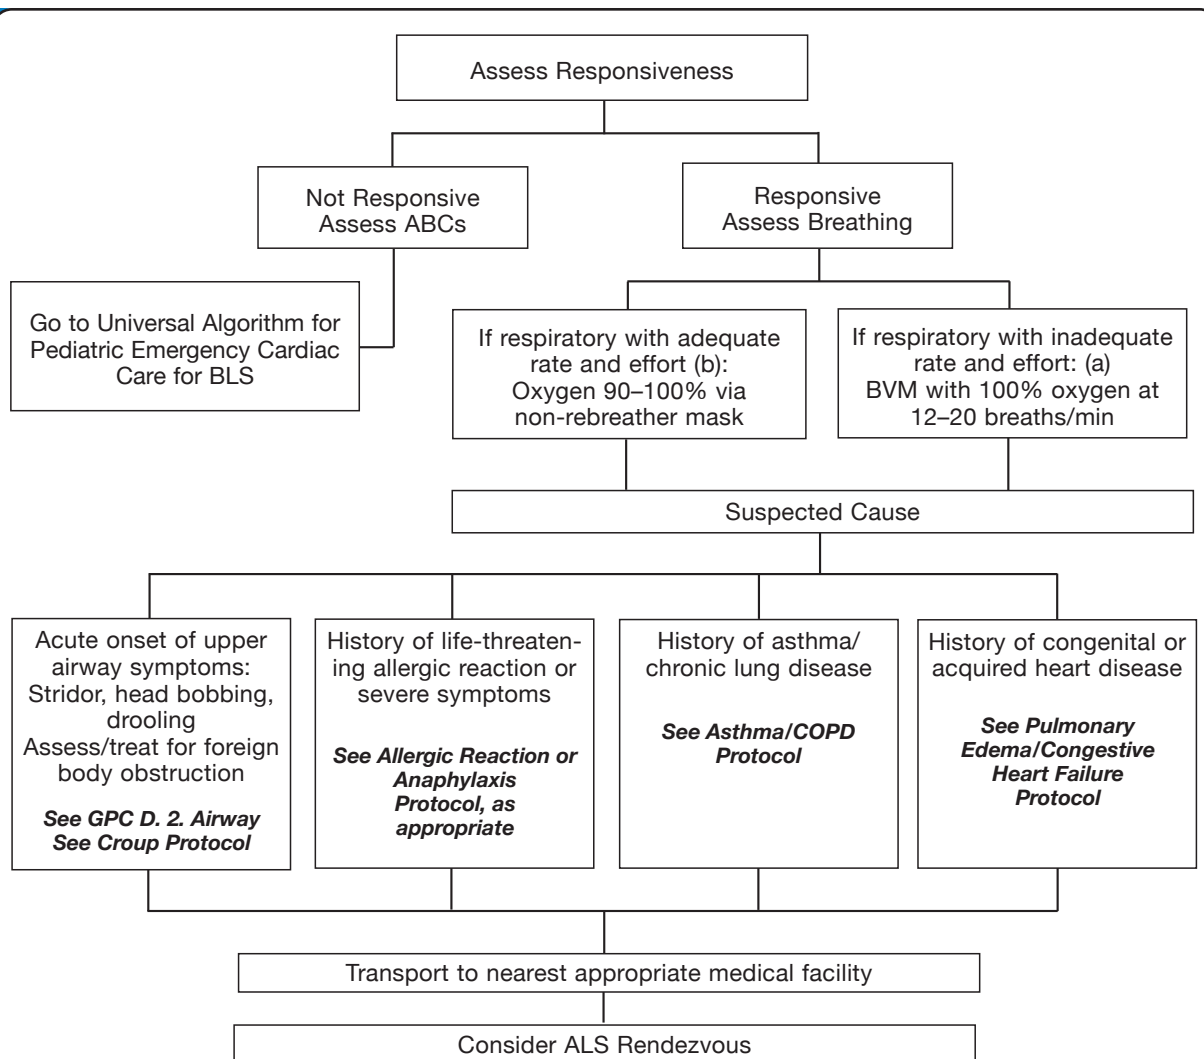 Assess Responsiveness
Not Responsive
Assess ABCs
Responsive
Assess Breathing
Go to Universal Algorithm for
Pediatric Emergency Cardiac
Care for BLS
If respiratory with adequate
rate and effort (b):
Oxygen 90–100% via
non-rebreather mask
If respiratory with inadequate
rate and effort: (a)
BVM with 100% oxygen at
12–20 breaths/min
Suspected Cause
Acute onset of upper
airway symptoms:
Stridor, head bobbing,
drooling
Assess/treat for foreign
body obstruction
See GPC D. 2. Airway
See Croup Protocol
History of life-threaten-
ing allergic reaction or
severe symptoms
See Allergic Reaction or
Anaphylaxis
Protocol, as
appropriate
History of asthma/
chronic lung disease
See Asthma/COPD
Protocol
History of congenital or
acquired heart disease
See Pulmonary
Edema/Congestive
Heart Failure
Protocol
Transport to nearest appropriate medical facility
Consider ALS Rendezvous